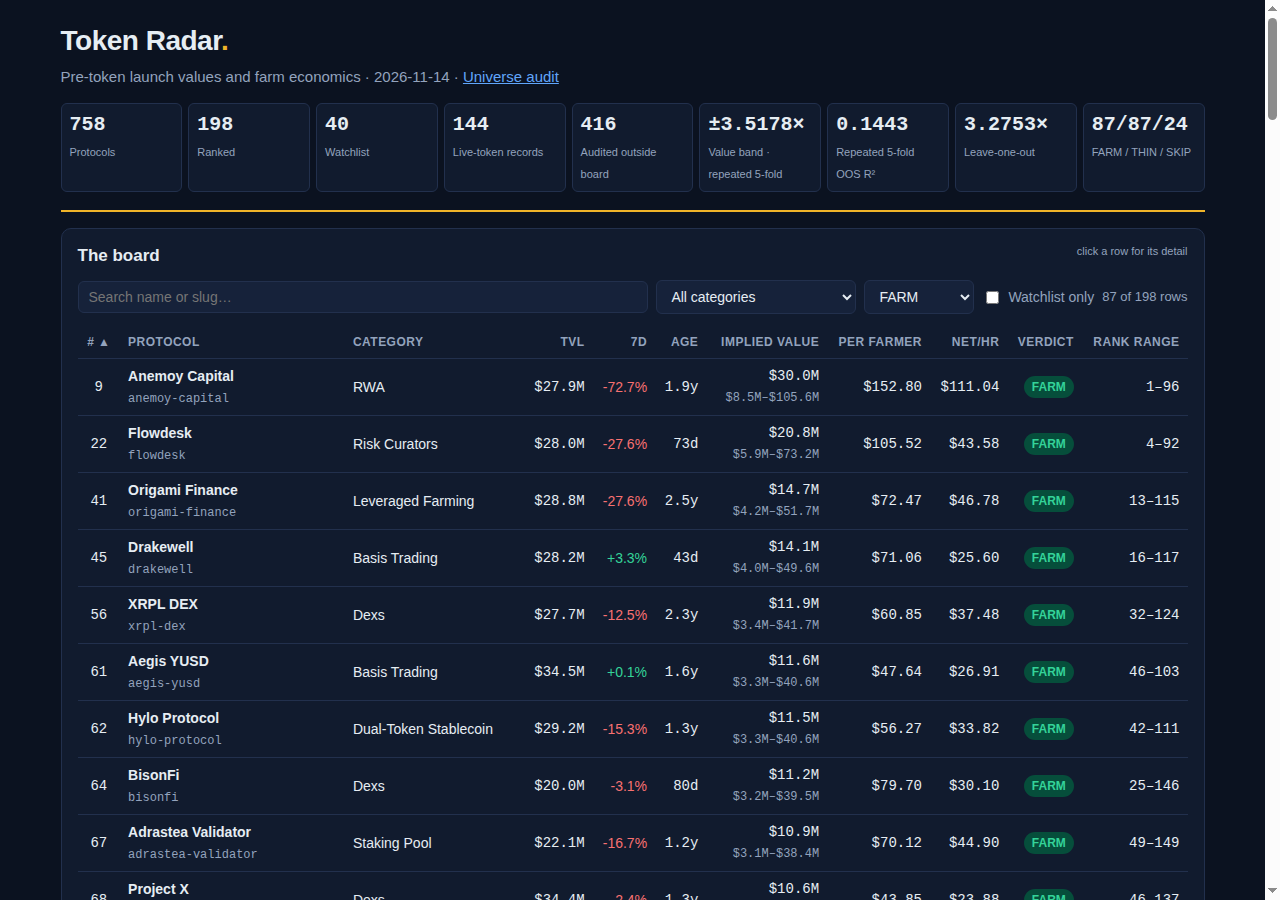 Token Radar.
Pre-token launch values and farm economics · 2026-11-14 · Universe audit
758 198 40 144 416 ±3.5178× 0.1443 3.2753× 87/87/24
Protocols Ranked Watchlist Live-token records Audited outside board Value band · repeated 5-fold Repeated 5-fold OOS R² Leave-one-out FARM / THIN / SKIP
The board click a row for its detail
Search name or slug… All categories FARM Watchlist only 87 of 198 rows
# ▲ PROTOCOL CATEGORY TVL 7D AGE IMPLIED VALUE PER FARMER NET/HR VERDICT RANK RANGE
9 Anemoy Capital RWA $27.9M -72.7% 1.9y $30.0M $152.80 $111.04 FARM 1–96
anemoy-capital $8.5M–$105.6M
22 Flowdesk Risk Curators $28.0M -27.6% 73d $20.8M $105.52 $43.58 FARM 4–92
flowdesk $5.9M–$73.2M
41 Origami Finance Leveraged Farming $28.8M -27.6% 2.5y $14.7M $72.47 $46.78 FARM 13–115
origami-finance $4.2M–$51.7M
45 Drakewell Basis Trading $28.2M +3.3% 43d $14.1M $71.06 $25.60 FARM 16–117
drakewell $4.0M–$49.6M
56 XRPL DEX Dexs $27.7M -12.5% 2.3y $11.9M $60.85 $37.48 FARM 32–124
xrpl-dex $3.4M–$41.7M
61 Aegis YUSD Basis Trading $34.5M +0.1% 1.6y $11.6M $47.64 $26.91 FARM 46–103
aegis-yusd $3.3M–$40.6M
62 Hylo Protocol Dual-Token Stablecoin $29.2M -15.3% 1.3y $11.5M $56.27 $33.82 FARM 42–111
hylo-protocol $3.3M–$40.6M
64 BisonFi Dexs $20.0M -3.1% 80d $11.2M $79.70 $30.10 FARM 25–146
bisonfi $3.2M–$39.5M
67 Adrastea Validator Staking Pool $22.1M -16.7% 1.2y $10.9M $70.12 $44.90 FARM 49–149
adrastea-validator $3.1M–$38.4M
68 Project X Dexs $34.4M -2.4% 1.3y $10.6M $43.85 $23.88 FARM 46–137